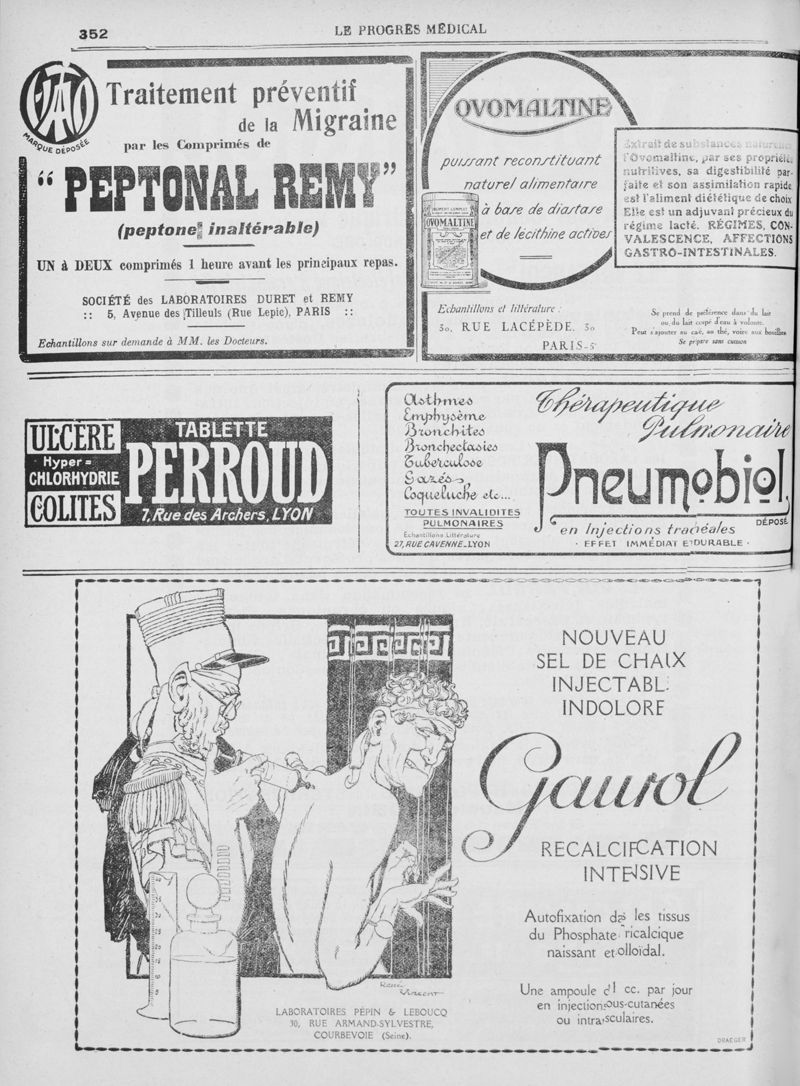 352
LE PROGRÈS MÉDICAL
MARQUE DÉPOSÉE
Traitement préventif
de la Migraine
par les Comprimés de
“ PEPTONAL REMY”
(peptone inaltérable)
UN à DEUX comprimés 1 heure avant les principaux repas.
SOCIÉTÉ des LABORATOIRES DURET et REMY
:: 5, Avenue des Tilleuls (Rue Lepic), PARIS ::
Echantillons sur demande à MM. les Docteurs.
OVOMALTINE
puissant reconstituant
naturel alimentaire
à base de diastase
et de lécithine actives
OVOMALTINE
Extrait de substances naturelles
l'Ovomaltine, par ses propriétés
nutritives, sa digestibilité par-
faite et son assimilation rapide
est l'aliment diététique de choix
Elle est un adjuvant précieux du
régime lacté. RÉGIMES, CON-
VALESCENCE, AFFECTIONS
GASTRO-INTESTINALES.
Echantillons et littérature :
30, RUE LACÉPÈDE, 30
PARIS-5e
Se prend de préférence dans du lait
ou du lait coupé d'eau à volonté.
Peut s'ajouter au café, au thé, voire aux bouillies
Se prépare sans cuisson
ULCÈRE
Hyper=
CHLORHYDRIE
COLITES
TABLETTE
PERROUD
7, Rue des Archers, LYON
Asthmes
Emphysème
Bronchites
Bronchectasies
Tuberculose
Gazés,
Coqueluche etc...
TOUTES INVALIDITES
PULMONAIRES
Echantillons Littérature
27, RUE CAVENNE_LYON
Thérapeutique
Pulmonaire
Pneumobiol
DÉPOSÉ
en Injections trachéales
· EFFET IMMÉDIAT ET DURABLE ·
NOUVEAU
SEL DE CHAUX
INJECTABLE
INDOLORE
Gaurol
RECALCIFICATION
INTENSIVE
Autofixation dans les tissus
du Phosphate tricalcique
naissant et colloïdal.
Une ampoule d'1 cc. par jour
en injections sous-cutanées
ou intramusculaires.
René
Vincent
LABORATOIRES PÉPIN & LEBOUCQ
30, RUE ARMAND-SYLVESTRE,
COURBEVOIE (Seine).
DRAEGER